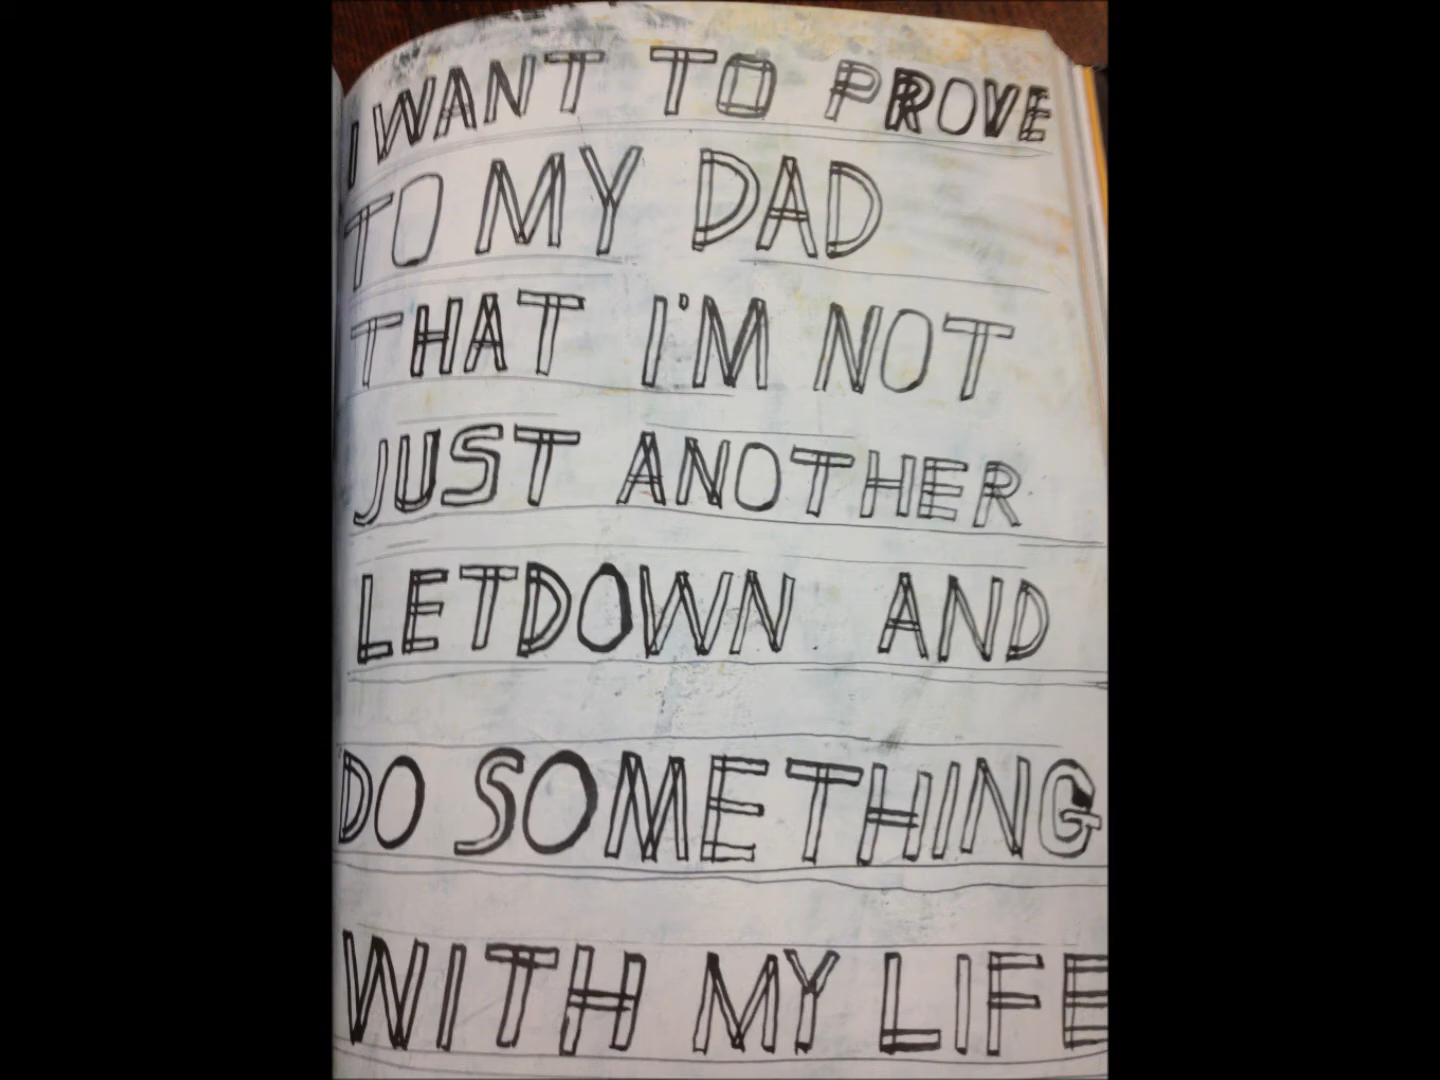 I WANT TO PROVE
TO MY DAD
THAT I'M NOT
JUST ANOTHER
LETDOWN AND
DO SOMETHING
WITH MY LIFE